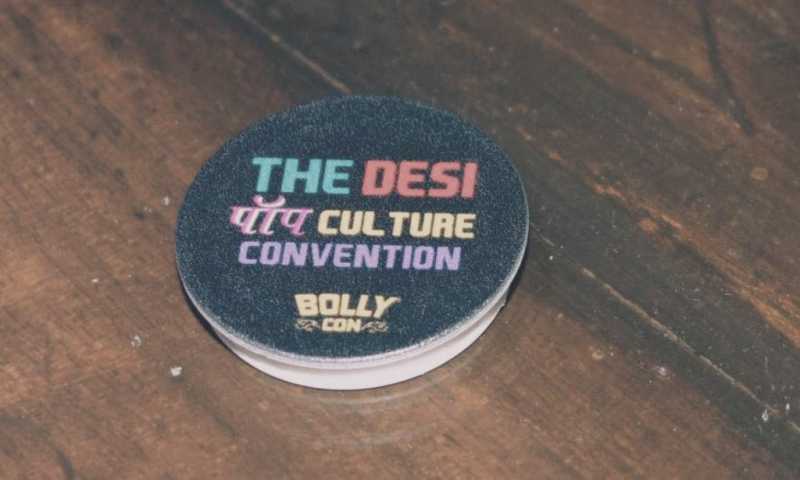 THE DESI
पॉप CULTURE
CONVENTION
BOLLY
CON